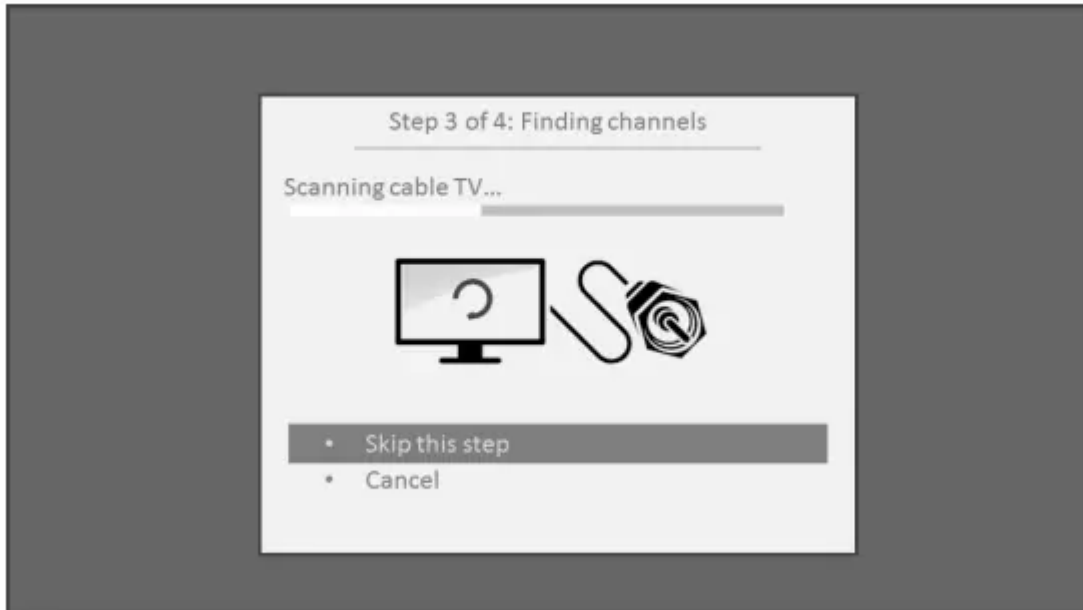 Step 3 of 4: Finding channels
Scanning cable TV...
• Skip this step
• Cancel